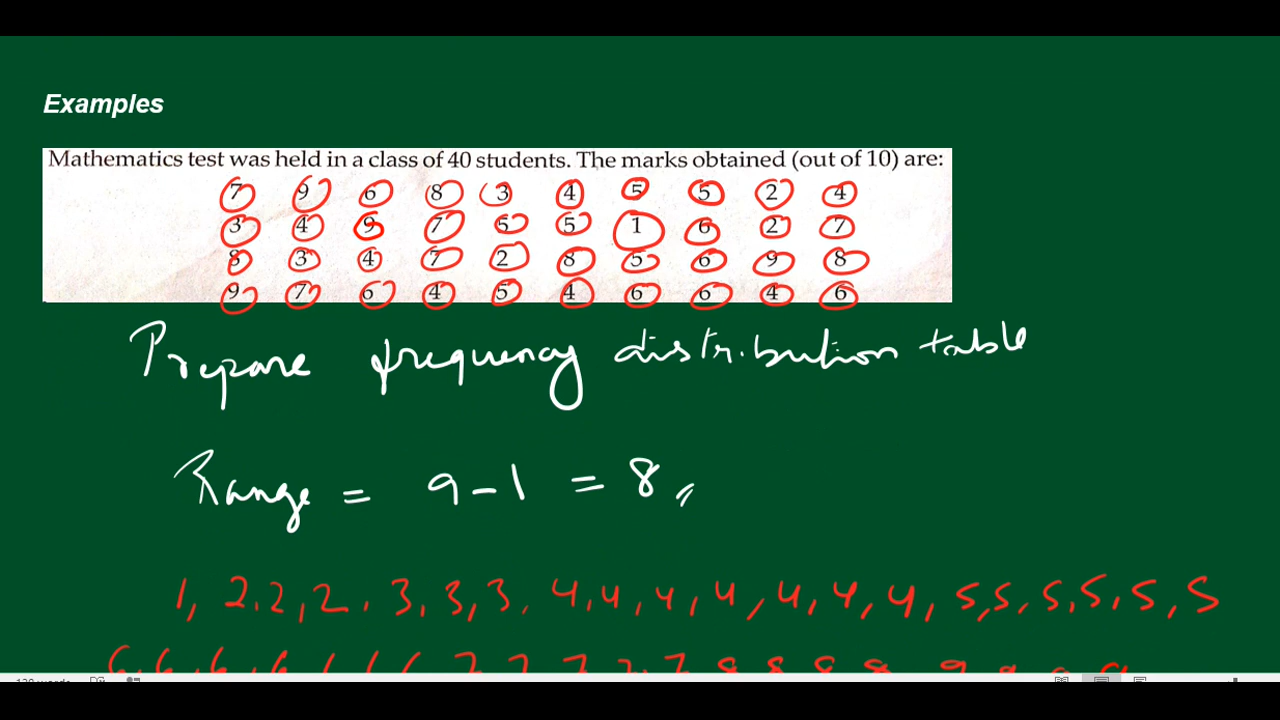 Examples
Mathematics test was held in a class of 40 students. The marks obtained (out of 10) are:
7 9 6 8 3 4 5 5 2 4
3 4 9 7 5 5 1 6 2 7
8 3 4 7 2 8 5 6 9 8
9 7 6 4 5 4 6 6 4 6
Prepare frequency distribution table
Range = 9 - 1 = 8
1, 2, 2, 2, 3, 3, 3, 4, 4, 4, 4, 4, 4, 4, 5, 5, 5, 5, 5, 5